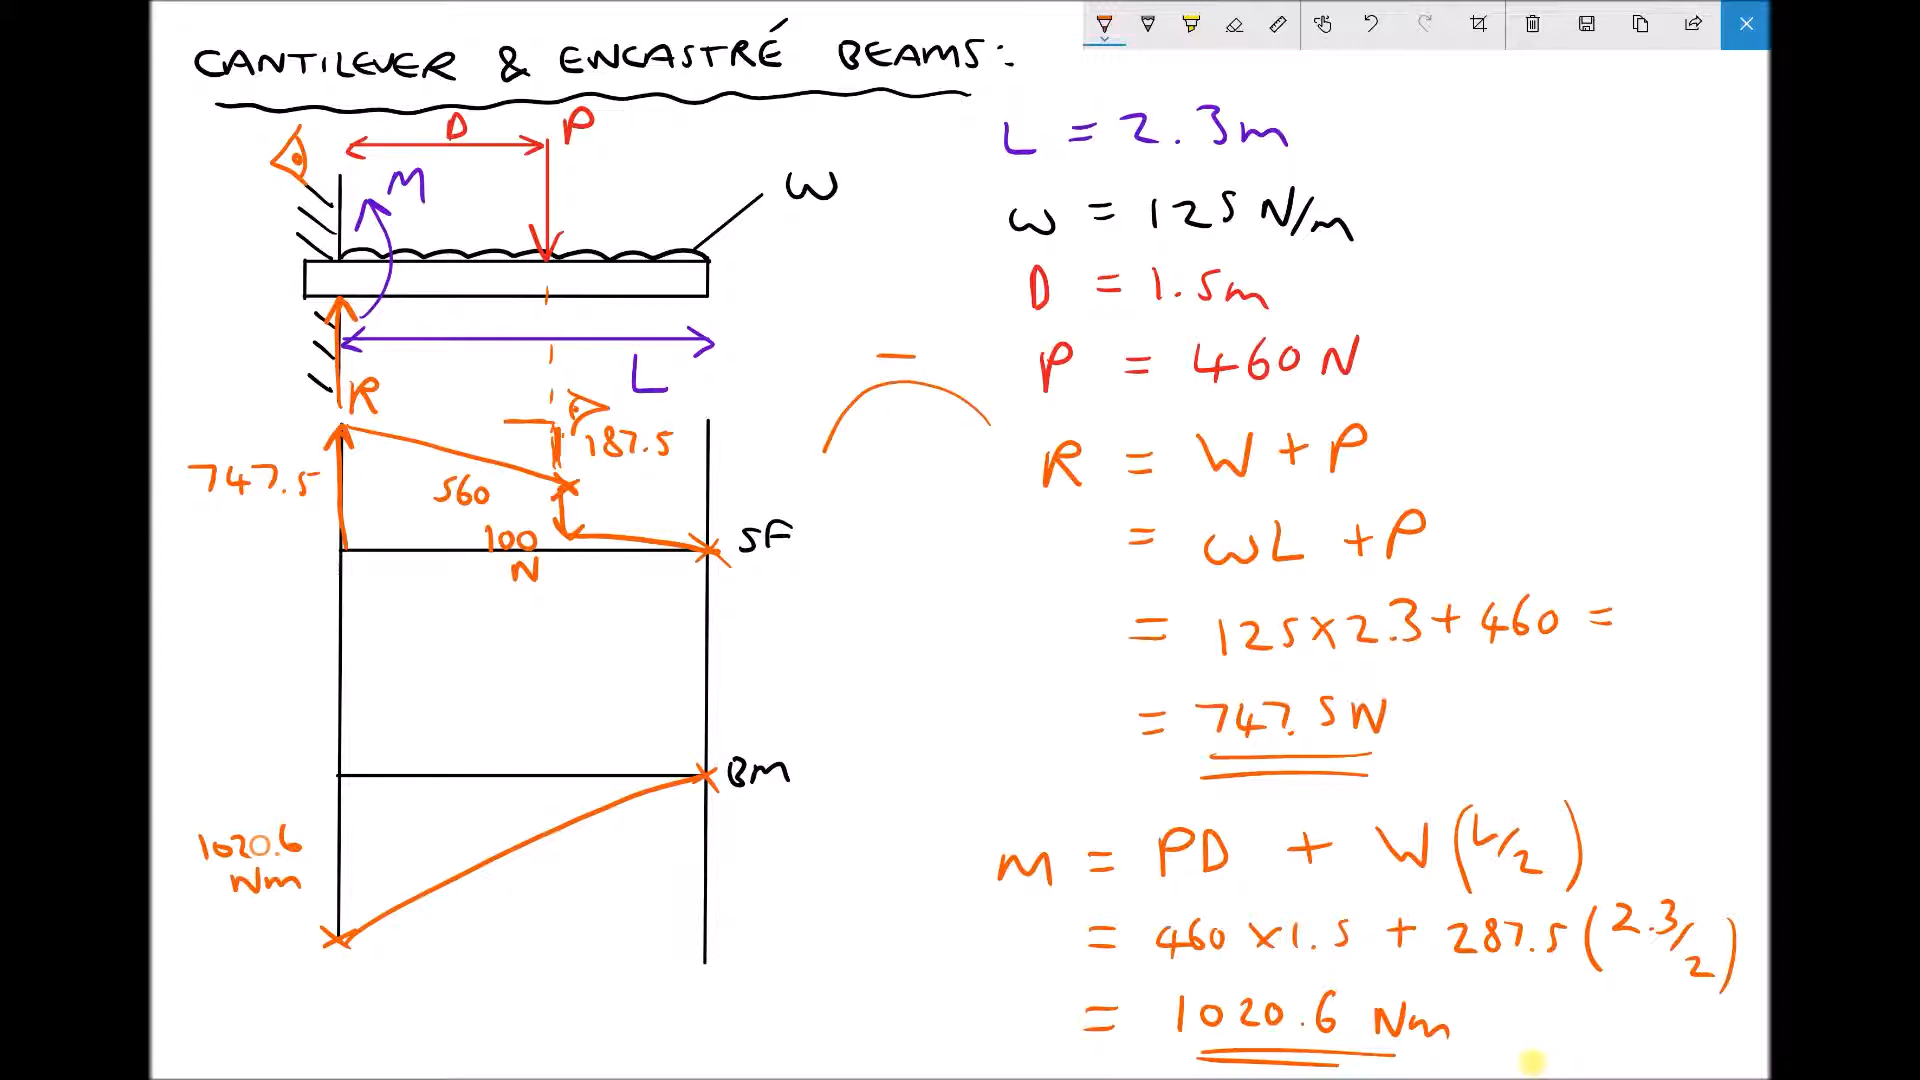 CANTILEVER & ENCASTRÉ BEAMS:
D
P
M
w
L
R
747.5
187.5
560
100
N
SF
BM
1020.6
Nm
L = 2.3m
w = 125 N/m
D = 1.5m
P = 460N
R = W + P
= wL + P
= 125 x 2.3 + 460 =
= 747.5N
M = PD + W(L/2)
= 460 x 1.5 + 287.5 (2.3/2)
= 1020.6 Nm